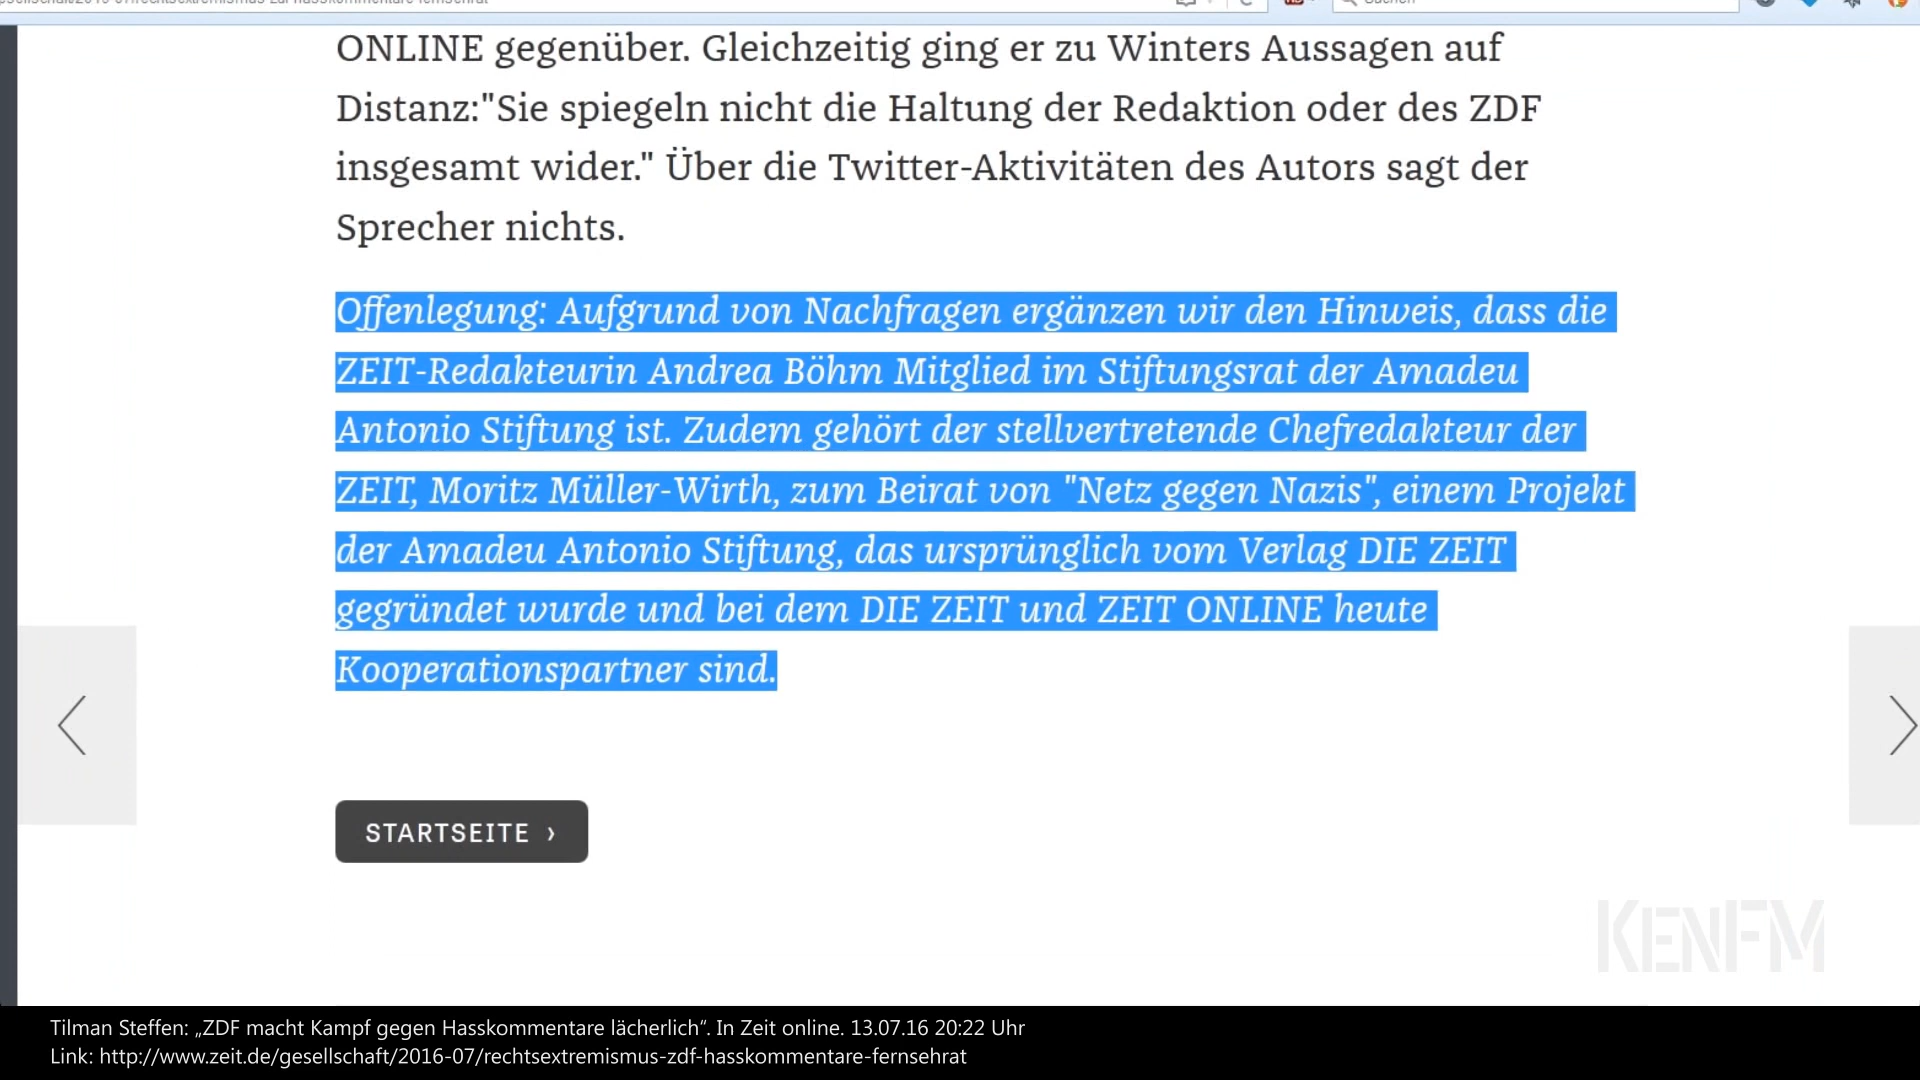 ONLINE gegenüber. Gleichzeitig ging er zu Winters Aussagen auf
Distanz:"Sie spiegeln nicht die Haltung der Redaktion oder des ZDF
insgesamt wider." Über die Twitter-Aktivitäten des Autors sagt der
Sprecher nichts.
Offenlegung: Aufgrund von Nachfragen ergänzen wir den Hinweis, dass die
ZEIT-Redakteurin Andrea Böhm Mitglied im Stiftungsrat der Amadeu
Antonio Stiftung ist. Zudem gehört der stellvertretende Chefredakteur der
ZEIT, Moritz Müller-Wirth, zum Beirat von "Netz gegen Nazis", einem Projekt
der Amadeu Antonio Stiftung, das ursprünglich vom Verlag DIE ZEIT
gegründet wurde und bei dem DIE ZEIT und ZEIT ONLINE heute
Kooperationspartner sind.
STARTSEITE ›
KENFM
Tilman Steffen: „ZDF macht Kampf gegen Hasskommentare lächerlich“. In Zeit online. 13.07.16 20:22 Uhr
Link: http://www.zeit.de/gesellschaft/2016-07/rechtsextremismus-zdf-hasskommentare-fernsehrat